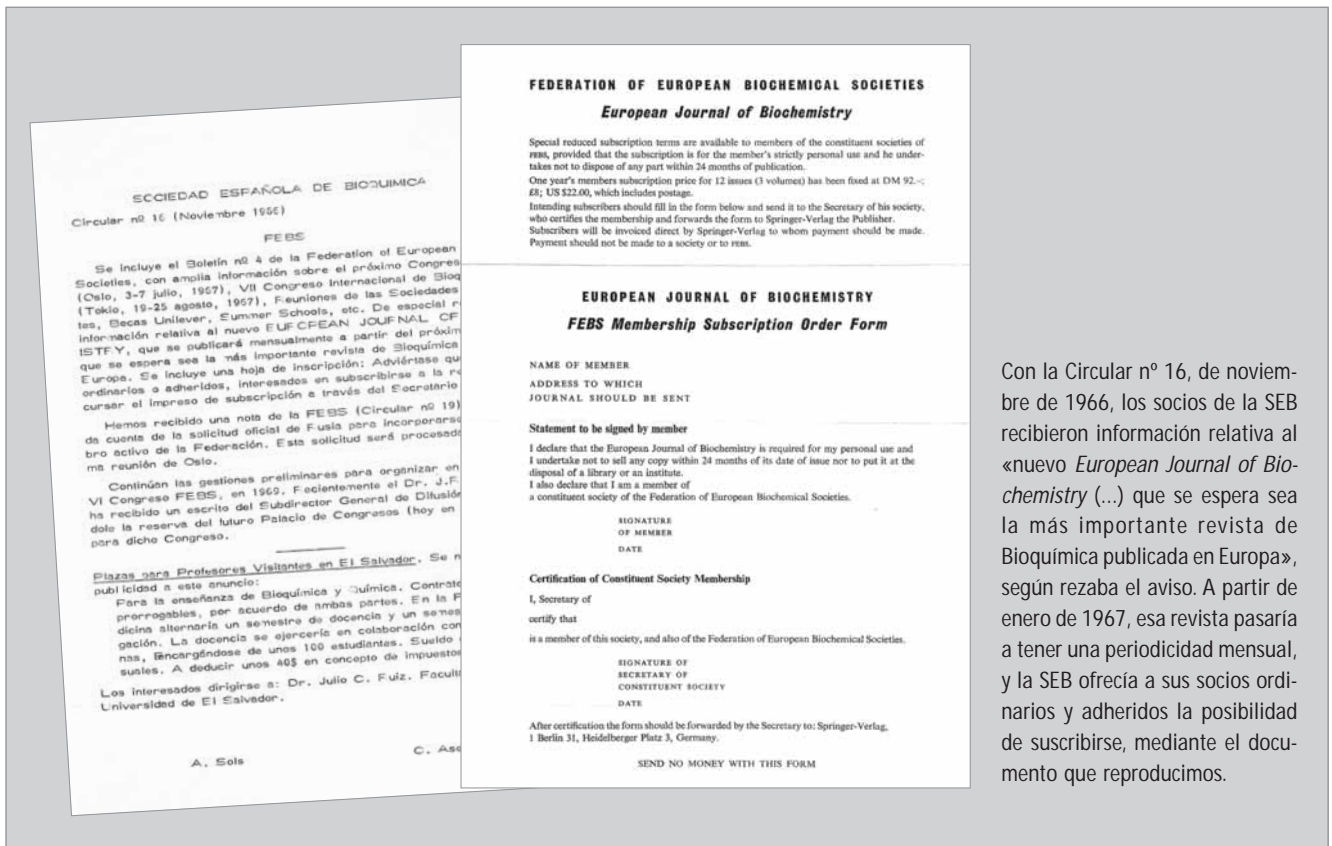 SOCIEDAD ESPAÑOLA DE BIOQUIMICA
Circular nº 16 (Noviembre 1966)
FEBS
Se incluye el Boletín nº 4 de la Federation of European
Societies, con amplia información sobre el próximo Congres
(Oslo, 3-7 julio, 1967), VII Congreso Internacional de Bioq
(Tokio, 19-25 agosto, 1967), Reuniones de las Sociedades
tes, Becas Unilever, Summer Schools, etc. De especial r
información relativa al nuevo EUROPEAN JOURNAL OF
ISTRY, que se publicará mensualmente a partir del próxim
que se espera sea la más importante revista de Bioquímica
Europa. Se incluye una hoja de inscripción: Adviértase qu
ordinarios o adheridos, interesados en subscribirse a la re
cursar el impreso de subscripción a través del Secretario
Hemos recibido una nota de la FEBS (Circular nº 19)
da cuenta de la solicitud oficial de Rusia para incorporarse
bro activo de la Federación. Esta solicitud será procesada
ma reunión de Oslo.
Continúan las gestiones preliminares para organizar en
VI Congreso FEBS, en 1969. Recientemente el Dr. J.F.
ha recibido un escrito del Subdirector General de Difusión
dole la reserva del futuro Palacio de Congresos (hoy en
para dicho Congreso.
Plazas para Profesores Visitantes en El Salvador. Se n
publicidad a este anuncio:
Para la enseñanza de Bioquímica y Química. Contrato
prorrogables, por acuerdo de ambas partes. En la F
dicina alternaría un semestre de docencia y un semes
gación. La docencia se ejercería en colaboración con
nas, Encargándose de unos 100 estudiantes. Sueldo
suales. A deducir unos 40$ en concepto de impuestos
Los interesados dirigirse a: Dr. Julio C. Ruiz. Facult
Universidad de El Salvador.
A. Sols
C. Ase
FEDERATION OF EUROPEAN BIOCHEMICAL SOCIETIES
European Journal of Biochemistry
Special reduced subscription terms are available to members of the constituent societies of
FEBS, provided that the subscription is for the member's strictly personal use and he under-
takes not to dispose of any part within 24 months of publication.
One year's members subscription price for 12 issues (3 volumes) has been fixed at DM 92.-;
£8; US $22.00, which includes postage.
Intending subscribers should fill in the form below and send it to the Secretary of his society,
who certifies the membership and forwards the form to Springer-Verlag the Publisher.
Subscribers will be invoiced direct by Springer-Verlag to whom payment should be made.
Payment should not be made to a society or to FEBS.
EUROPEAN JOURNAL OF BIOCHEMISTRY
FEBS Membership Subscription Order Form
NAME OF MEMBER
ADDRESS TO WHICH
JOURNAL SHOULD BE SENT
Statement to be signed by member
I declare that the European Journal of Biochemistry is required for my personal use and
I undertake not to sell any copy within 24 months of its date of issue nor to put it at the
disposal of a library or an institute.
I also declare that I am a member of
a constituent society of the Federation of European Biochemical Societies.
SIGNATURE
OF MEMBER
DATE
Certification of Constituent Society Membership
I, Secretary of
certify that
is a member of this society, and also of the Federation of European Biochemical Societies.
SIGNATURE OF
SECRETARY OF
CONSTITUENT SOCIETY
DATE
After certification the form should be forwarded by the Secretary to: Springer-Verlag,
1 Berlin 31, Heidelberger Platz 3, Germany.
SEND NO MONEY WITH THIS FORM
Con la Circular nº 16, de noviem-
bre de 1966, los socios de la SEB
recibieron información relativa al
«nuevo European Journal of Bio-
chemistry (...) que se espera sea
la más importante revista de
Bioquímica publicada en Europa»,
según rezaba el aviso. A partir de
enero de 1967, esa revista pasaría
a tener una periodicidad mensual,
y la SEB ofrecía a sus socios ordi-
narios y adheridos la posibilidad
de suscribirse, mediante el docu-
mento que reproducimos.